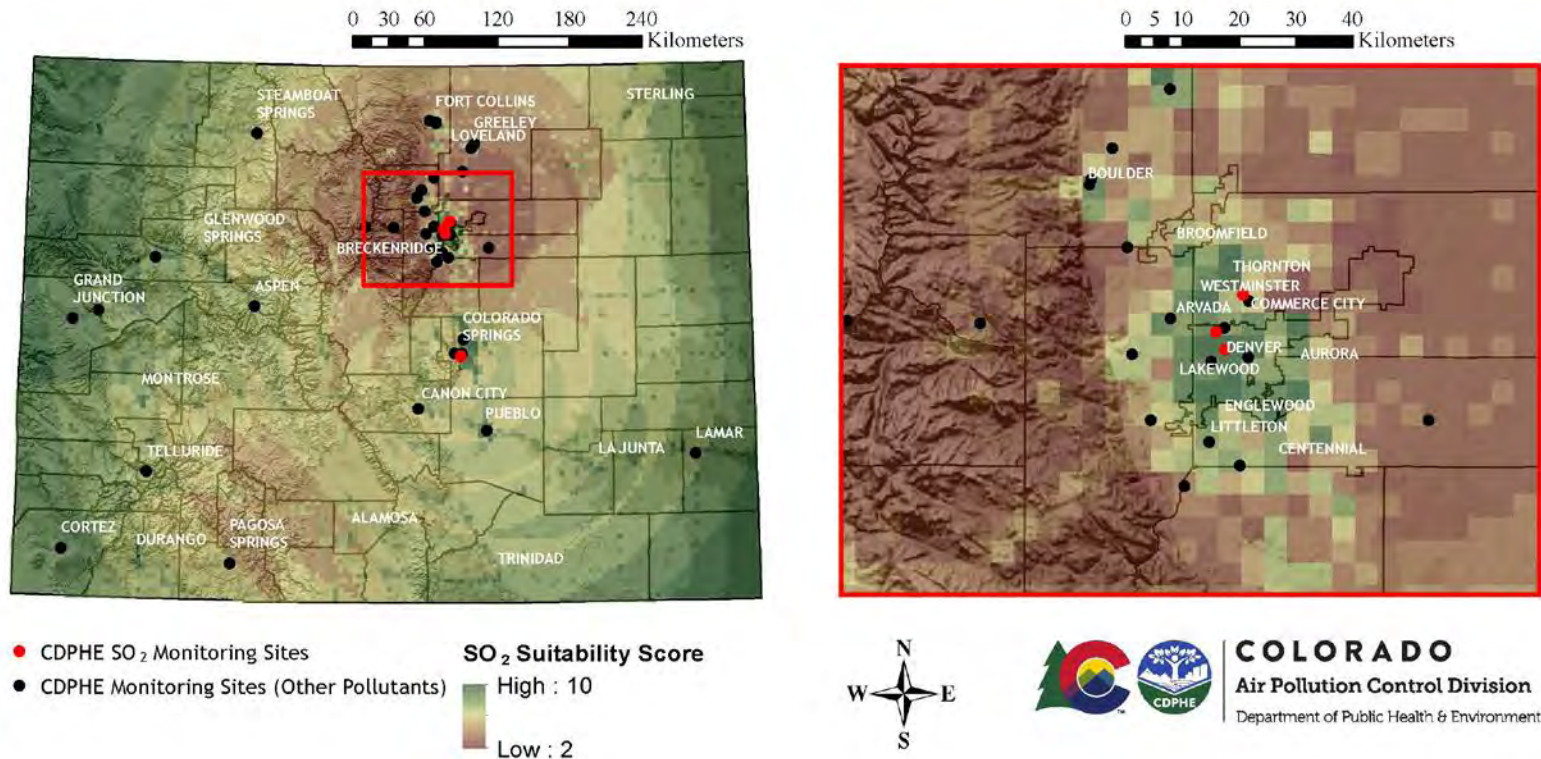 0 30 60 120 180 240
Kilometers
0 5 10 20 30 40
Kilometers
STEAMBOAT
SPRINGS
FORT COLLINS
GREELEY
LOVELAND
STERLING
GLENWOOD
SPRINGS
BRECKENRIDGE
GRAND
JUNCTION
ASPEN
COLORADO
SPRINGS
MONTROSE
CANON CITY
PUEBLO
LA JUNTA
LAMAR
TELLURIDE
CORTEZ
DURANGO
PAGOSA
SPRINGS
ALAMOSA
TRINIDAD
BOULDER
BROOMFIELD
THORNTON
WESTMINSTER
ARVADA
COMMERCE CITY
DENVER
AURORA
LAKEWOOD
ENGLEWOOD
LITTLETON
CENTENNIAL
CDPHE SO₂ Monitoring Sites
CDPHE Monitoring Sites (Other Pollutants)
SO₂ Suitability Score
High : 10
Low : 2
N
W E
S
CDPHE
TM
COLORADO
Air Pollution Control Division
Department of Public Health & Environment